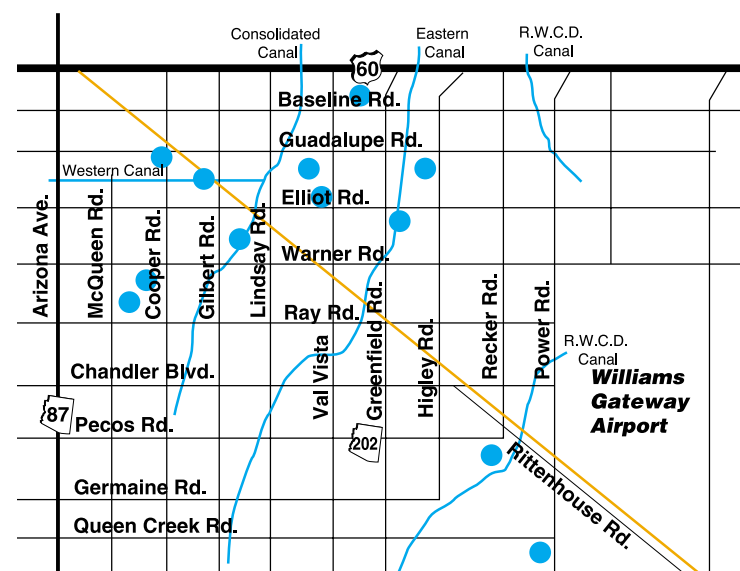 Consolidated
Canal
Eastern
Canal
R.W.C.D.
Canal
60
Baseline Rd.
Guadalupe Rd.
Western Canal
Elliot Rd.
Arizona Ave.
McQueen Rd.
Cooper Rd.
Gilbert Rd.
Lindsay Rd.
Warner Rd.
Ray Rd.
Val Vista
Greenfield Rd.
Higley Rd.
Recker Rd.
Power Rd.
R.W.C.D.
Canal
Chandler Blvd.
Williams
Gateway
Airport
87
Pecos Rd.
202
Rittenhouse Rd.
Germaine Rd.
Queen Creek Rd.